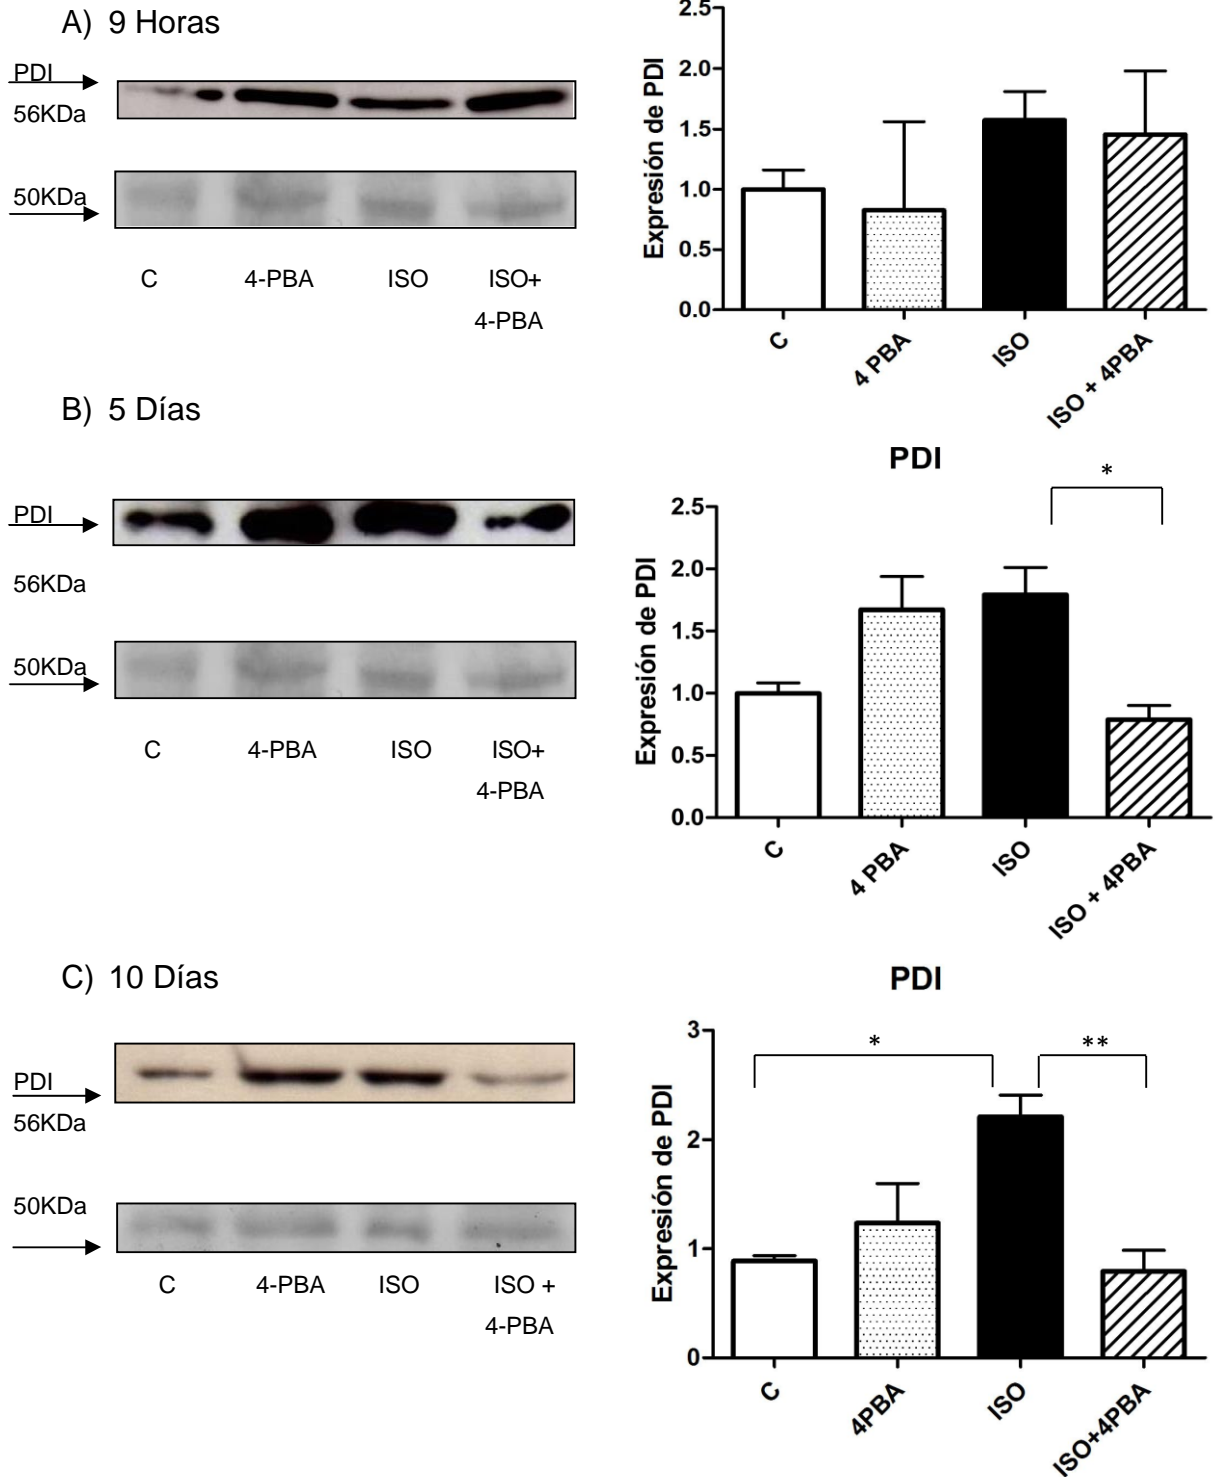 A) 9 Horas
PDI
56KDa
50KDa
C 4-PBA ISO ISO+
4-PBA
2.5
2.0
1.5
1.0
0.5
0.0
Expresión de PDI
C 4 PBA ISO ISO + 4PBA
B) 5 Días
PDI
56KDa
50KDa
C 4-PBA ISO ISO+
4-PBA
PDI
*
2.5
2.0
1.5
1.0
0.5
0.0
Expresión de PDI
C 4 PBA ISO ISO + 4PBA
C) 10 Días
PDI
56KDa
50KDa
C 4-PBA ISO ISO +
4-PBA
PDI
* **
3
2
1
0
Expresión de PDI
C 4PBA ISO ISO+4PBA